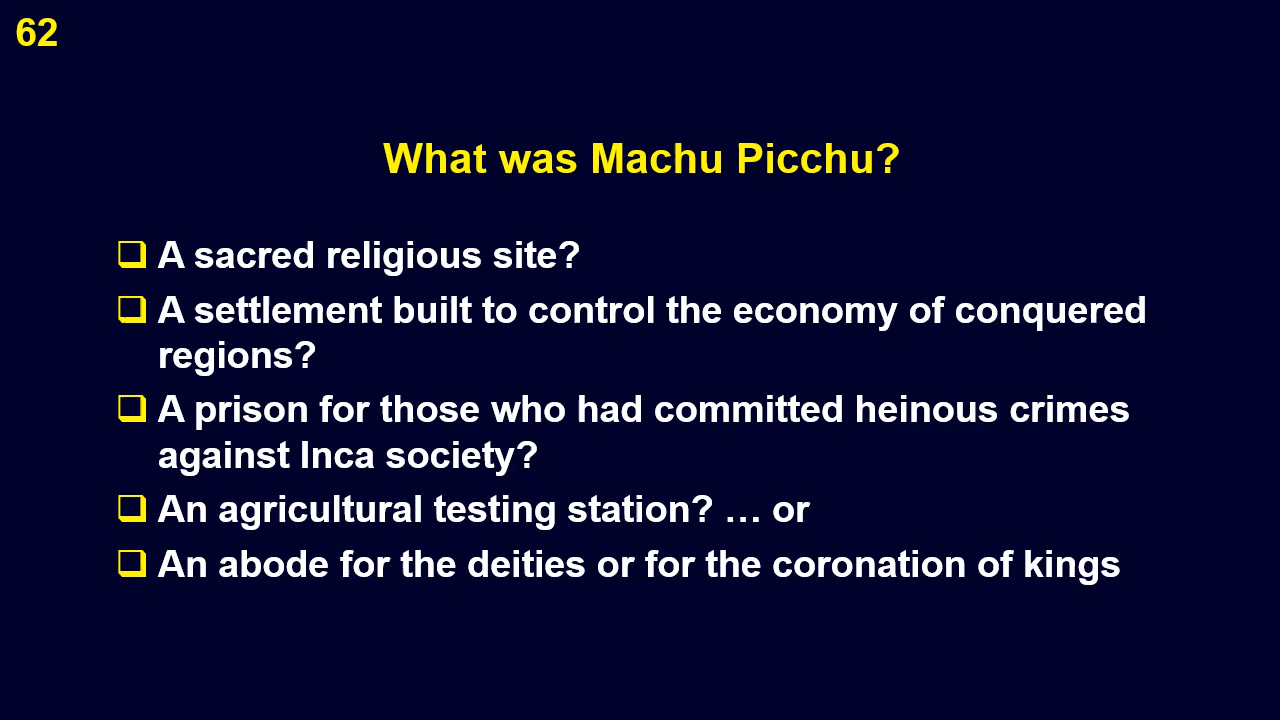 62
What was Machu Picchu?
❑ A sacred religious site?
❑ A settlement built to control the economy of conquered
regions?
❑ A prison for those who had committed heinous crimes
against Inca society?
❑ An agricultural testing station? … or
❑ An abode for the deities or for the coronation of kings